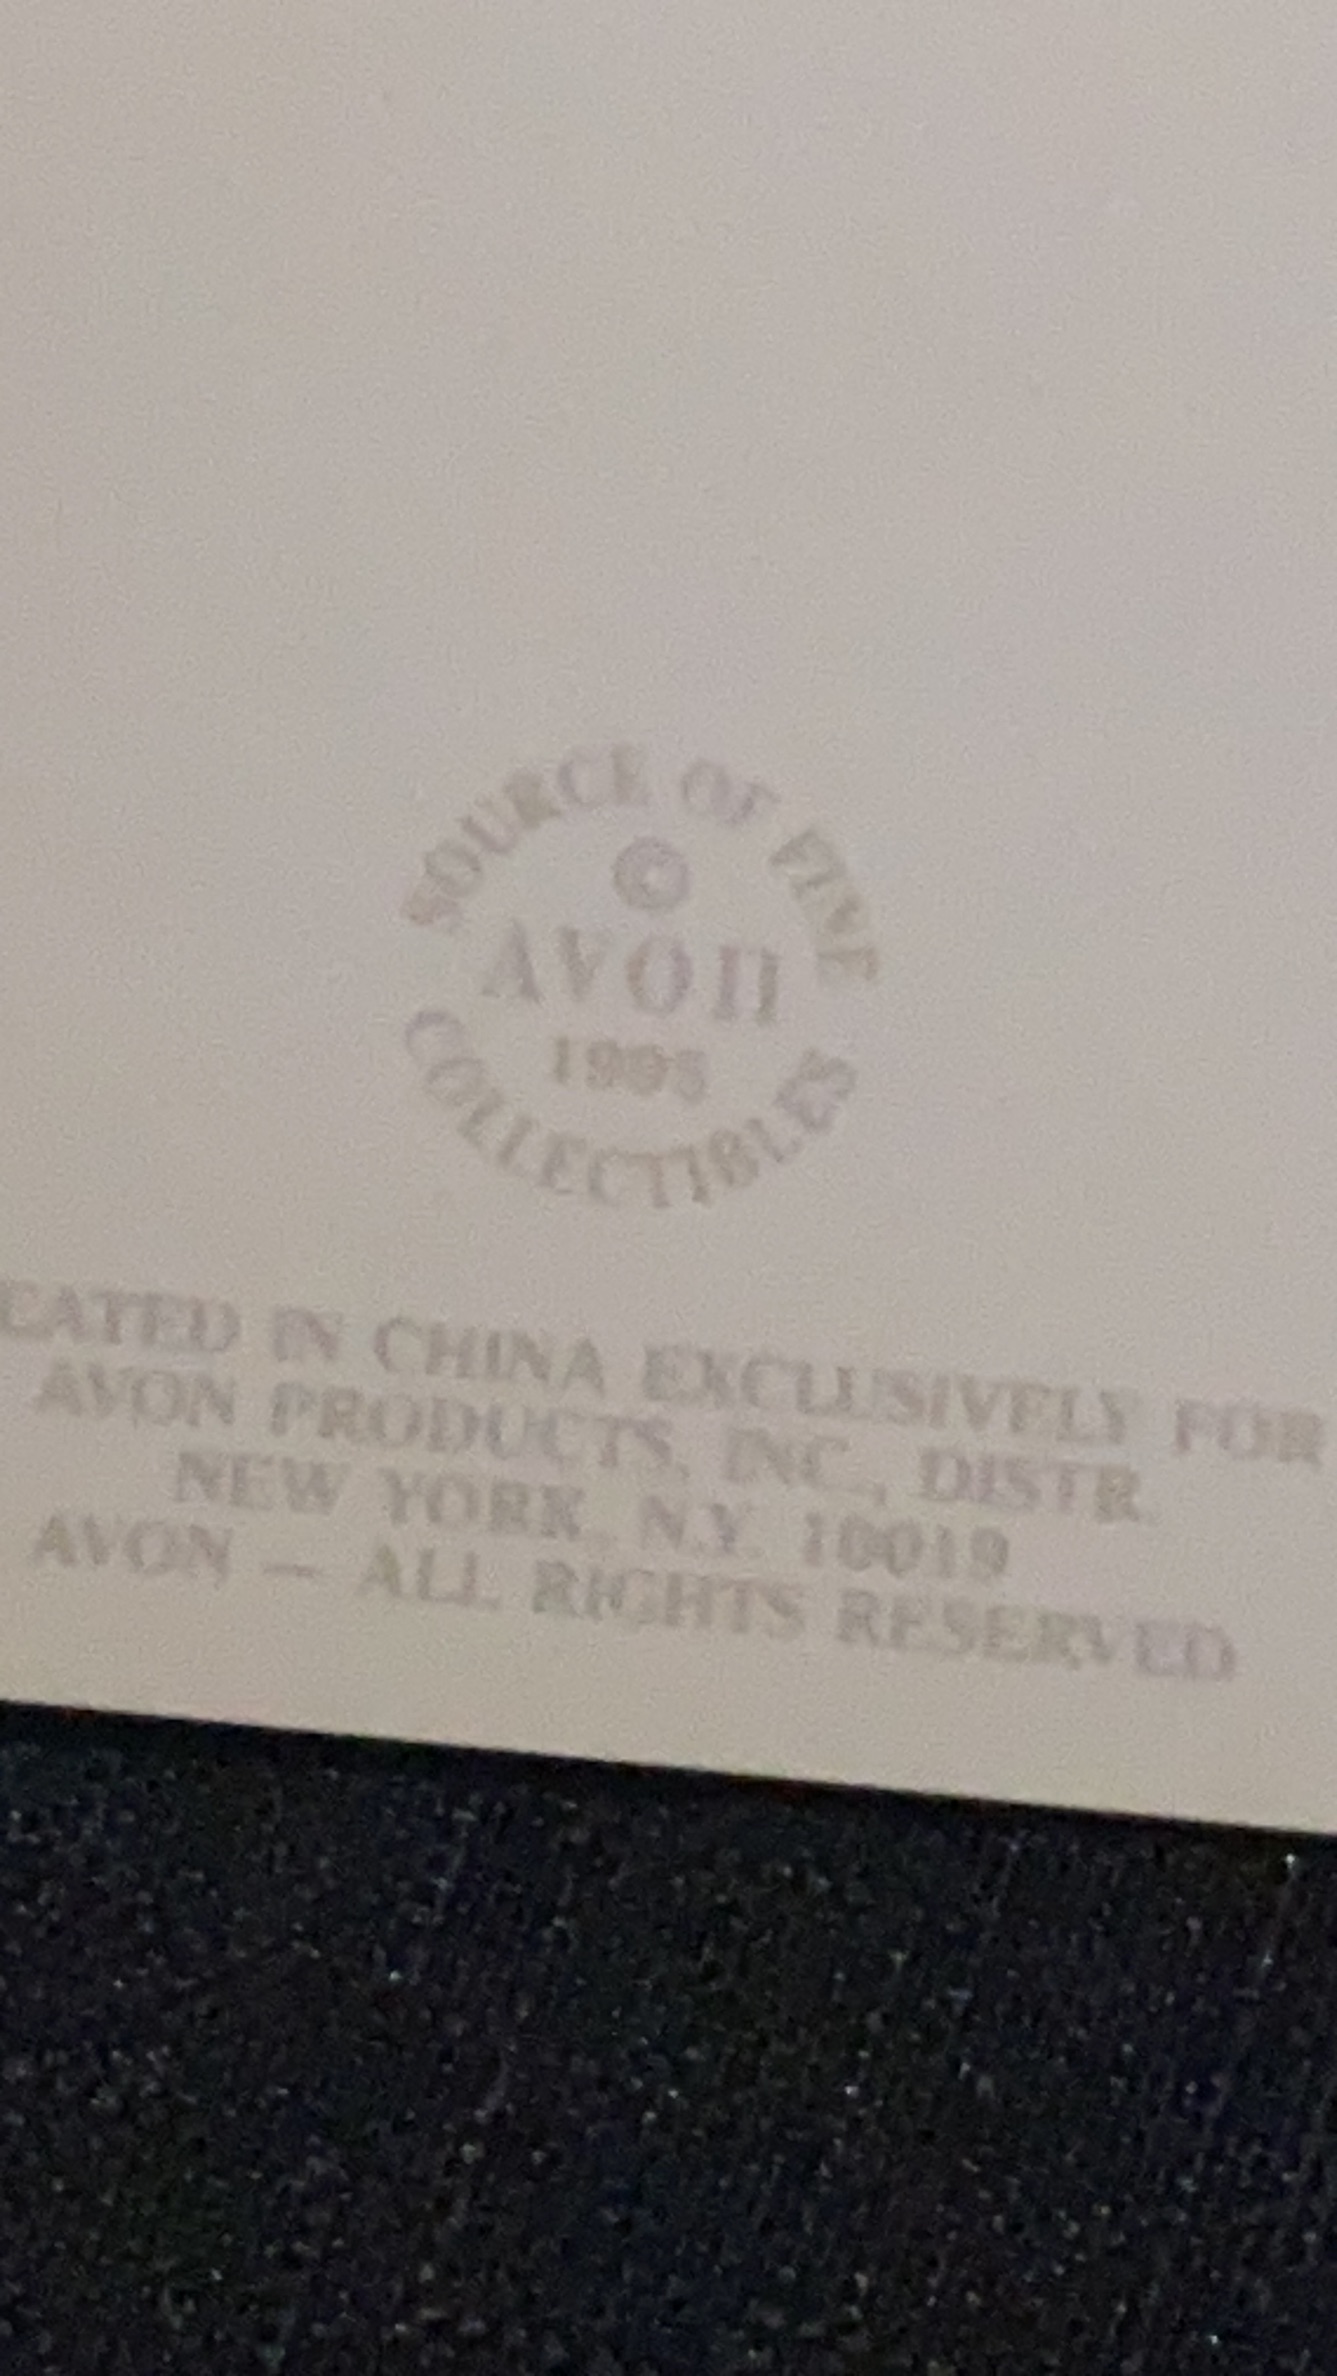 SOURCE OF FINE
©
AVON
1995
COLLECTIBLES
EATED IN CHINA EXCLUSIVELY FOR
AVON PRODUCTS, INC., DISTR.
NEW YORK, N.Y. 10019
AVON — ALL RIGHTS RESERVED